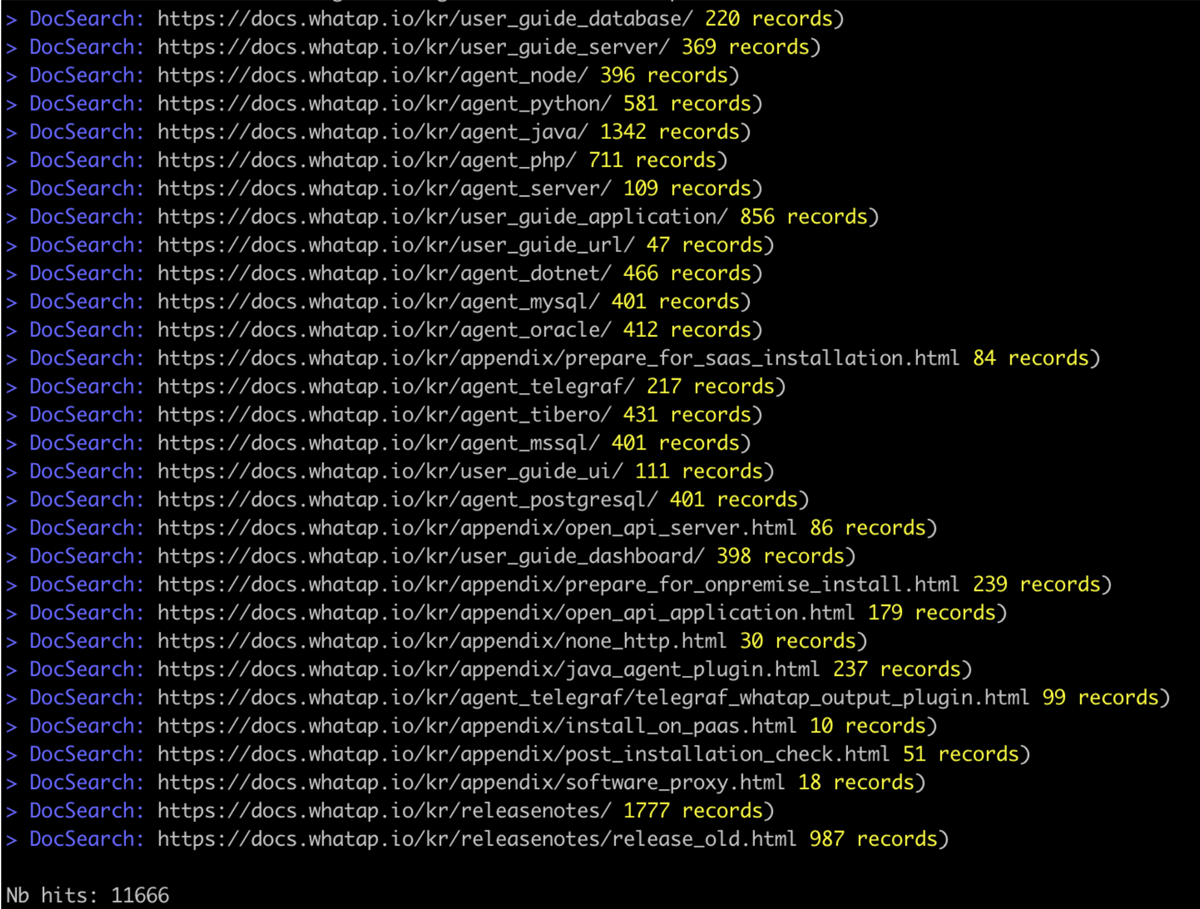 > DocSearch: https://docs.whatap.io/kr/user_guide_database/ 220 records)
> DocSearch: https://docs.whatap.io/kr/user_guide_server/ 369 records)
> DocSearch: https://docs.whatap.io/kr/agent_node/ 396 records)
> DocSearch: https://docs.whatap.io/kr/agent_python/ 581 records)
> DocSearch: https://docs.whatap.io/kr/agent_java/ 1342 records)
> DocSearch: https://docs.whatap.io/kr/agent_php/ 711 records)
> DocSearch: https://docs.whatap.io/kr/agent_server/ 109 records)
> DocSearch: https://docs.whatap.io/kr/user_guide_application/ 856 records)
> DocSearch: https://docs.whatap.io/kr/user_guide_url/ 47 records)
> DocSearch: https://docs.whatap.io/kr/agent_dotnet/ 466 records)
> DocSearch: https://docs.whatap.io/kr/agent_mysql/ 401 records)
> DocSearch: https://docs.whatap.io/kr/agent_oracle/ 412 records)
> DocSearch: https://docs.whatap.io/kr/appendix/prepare_for_saas_installation.html 84 records)
> DocSearch: https://docs.whatap.io/kr/agent_telegraf/ 217 records)
> DocSearch: https://docs.whatap.io/kr/agent_tibero/ 431 records)
> DocSearch: https://docs.whatap.io/kr/agent_mssql/ 401 records)
> DocSearch: https://docs.whatap.io/kr/user_guide_ui/ 111 records)
> DocSearch: https://docs.whatap.io/kr/agent_postgresql/ 401 records)
> DocSearch: https://docs.whatap.io/kr/appendix/open_api_server.html 86 records)
> DocSearch: https://docs.whatap.io/kr/user_guide_dashboard/ 398 records)
> DocSearch: https://docs.whatap.io/kr/appendix/prepare_for_onpremise_install.html 239 records)
> DocSearch: https://docs.whatap.io/kr/appendix/open_api_application.html 179 records)
> DocSearch: https://docs.whatap.io/kr/appendix/none_http.html 30 records)
> DocSearch: https://docs.whatap.io/kr/appendix/java_agent_plugin.html 237 records)
> DocSearch: https://docs.whatap.io/kr/agent_telegraf/telegraf_whatap_output_plugin.html 99 records)
> DocSearch: https://docs.whatap.io/kr/appendix/install_on_paas.html 10 records)
> DocSearch: https://docs.whatap.io/kr/appendix/post_installation_check.html 51 records)
> DocSearch: https://docs.whatap.io/kr/appendix/software_proxy.html 18 records)
> DocSearch: https://docs.whatap.io/kr/releasenotes/ 1777 records)
> DocSearch: https://docs.whatap.io/kr/releasenotes/release_old.html 987 records)
Nb hits: 11666